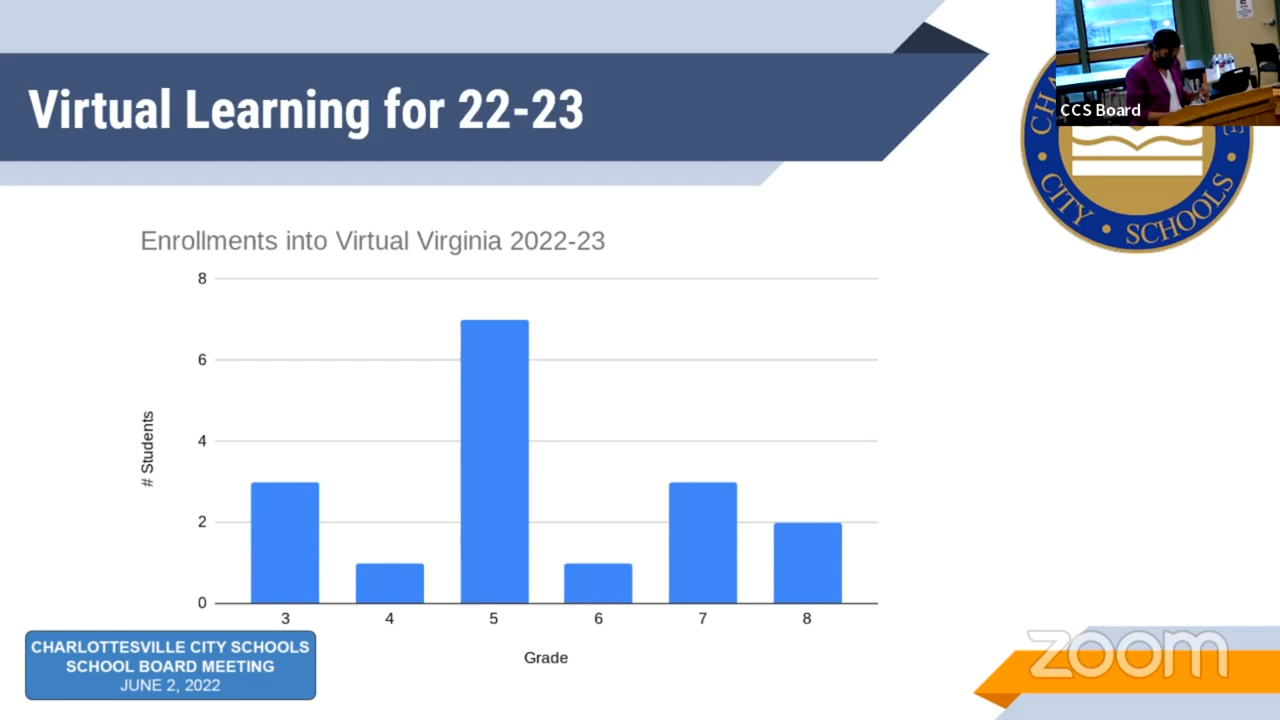 Virtual Learning for 22-23
CCS Board
CITY SCHOOLS
Enrollments into Virtual Virginia 2022-23
8
6
4
2
0
# Students
3 4 5 6 7 8
Grade
CHARLOTTESVILLE CITY SCHOOLS
SCHOOL BOARD MEETING
JUNE 2, 2022
zoom